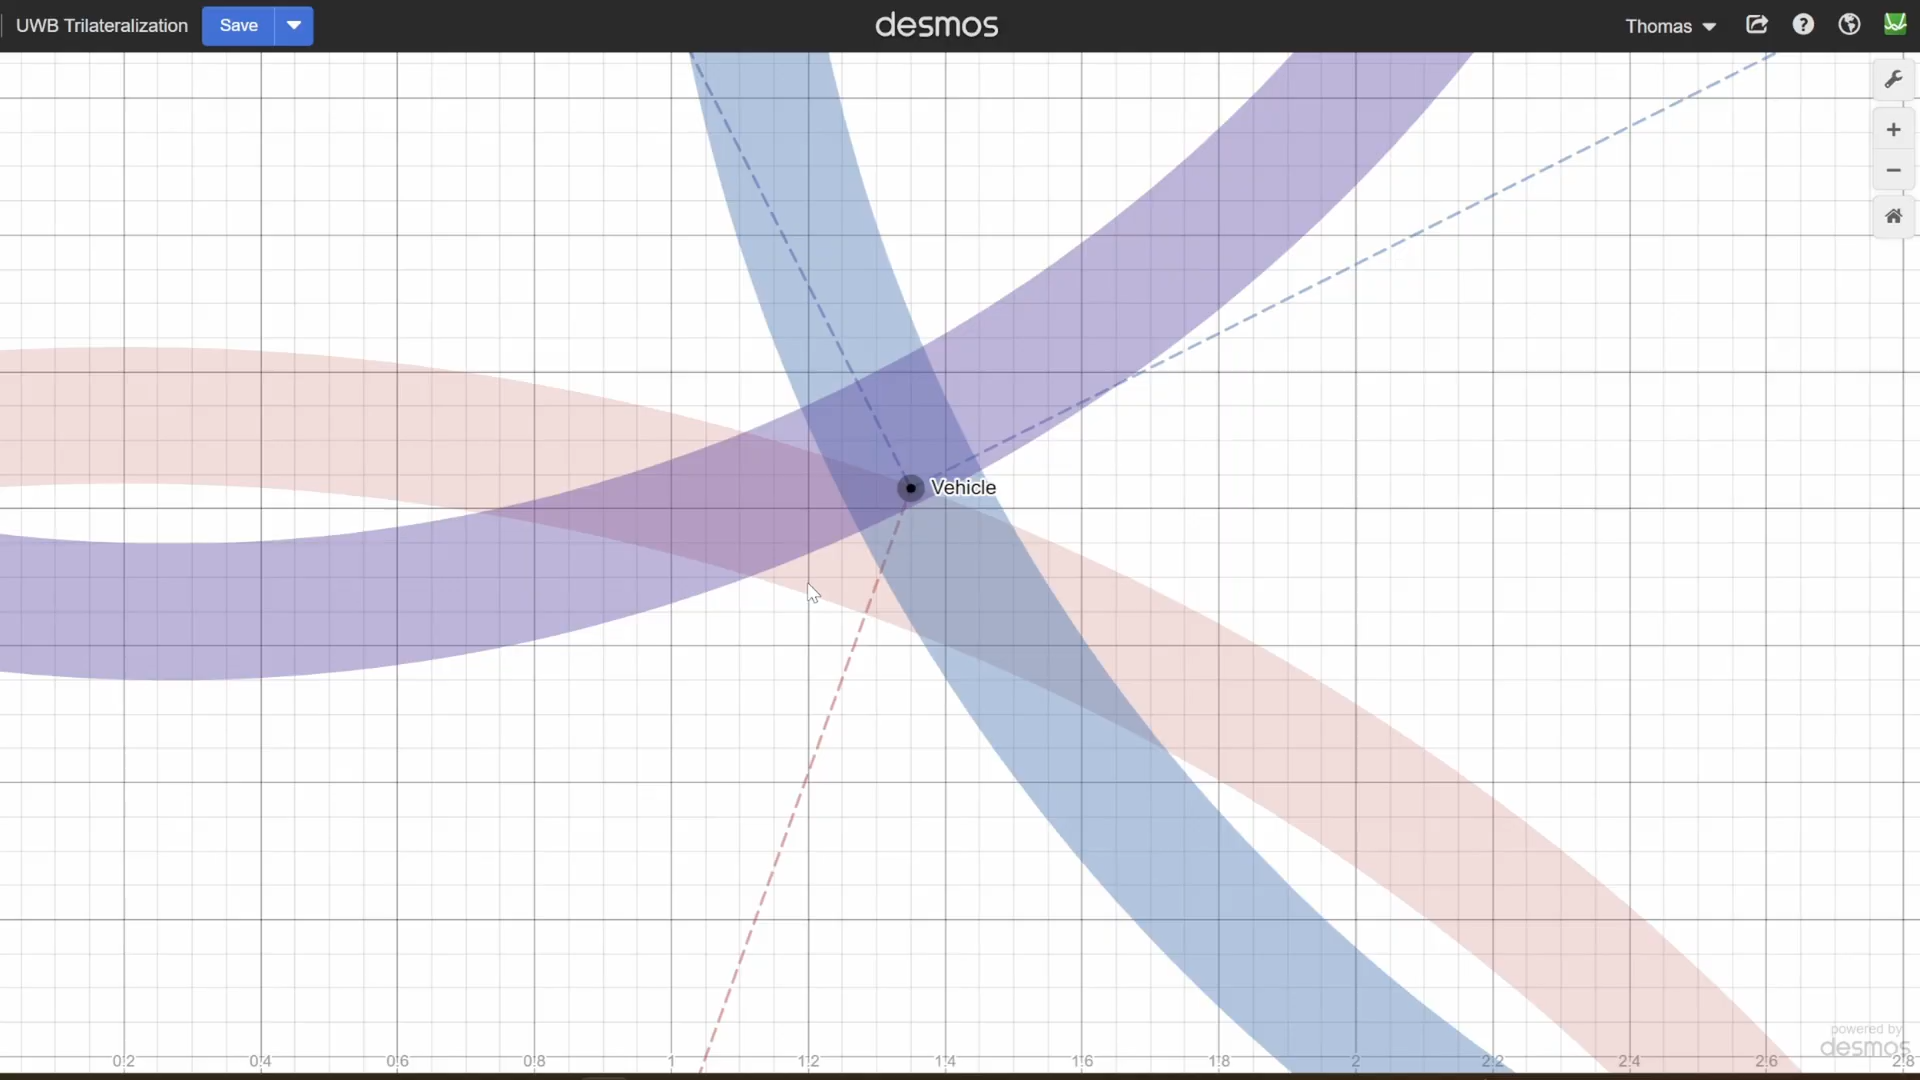 UWB Trilateralization
Save
desmos
Thomas
Vehicle
0.2 0.4 0.6 0.8 1 1.2 1.4 1.6 1.8 2 2.2 2.4 2.6 2.8
powered by
desmos